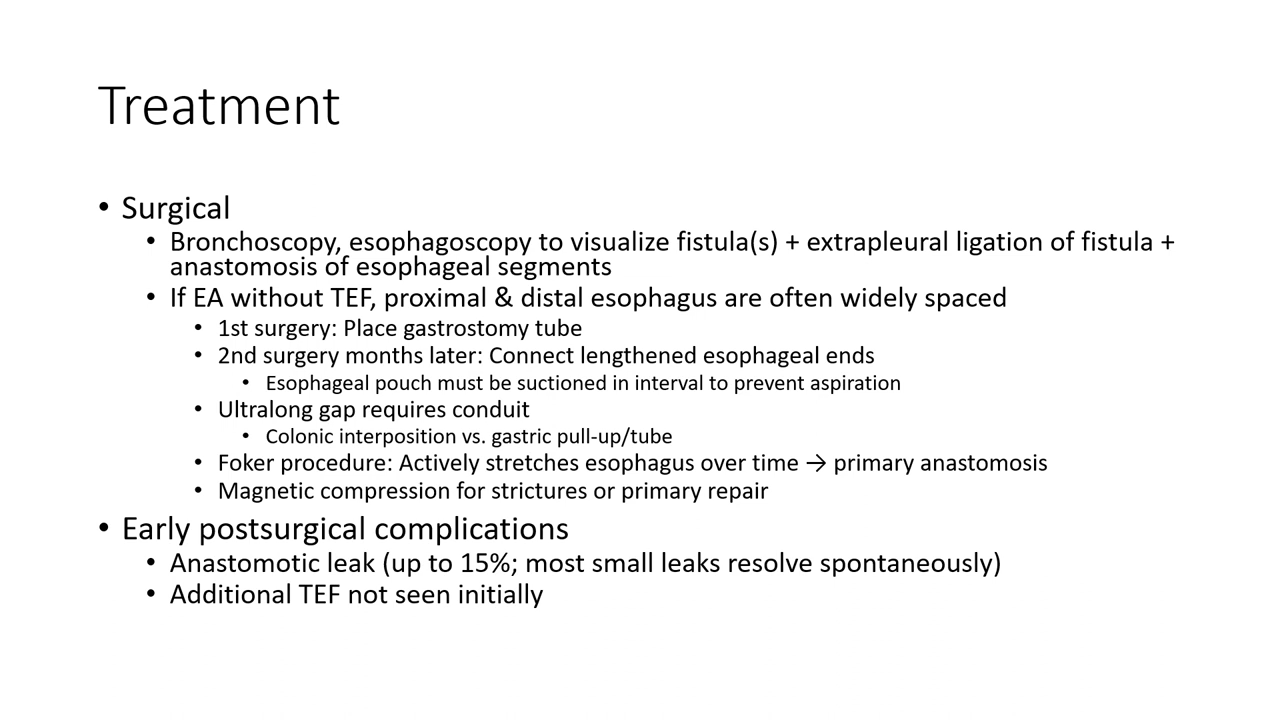 Treatment
• Surgical
• Bronchoscopy, esophagoscopy to visualize fistula(s) + extrapleural ligation of fistula +
anastomosis of esophageal segments
• If EA without TEF, proximal & distal esophagus are often widely spaced
• 1st surgery: Place gastrostomy tube
• 2nd surgery months later: Connect lengthened esophageal ends
• Esophageal pouch must be suctioned in interval to prevent aspiration
• Ultralong gap requires conduit
• Colonic interposition vs. gastric pull-up/tube
• Foker procedure: Actively stretches esophagus over time → primary anastomosis
• Magnetic compression for strictures or primary repair
• Early postsurgical complications
• Anastomotic leak (up to 15%; most small leaks resolve spontaneously)
• Additional TEF not seen initially